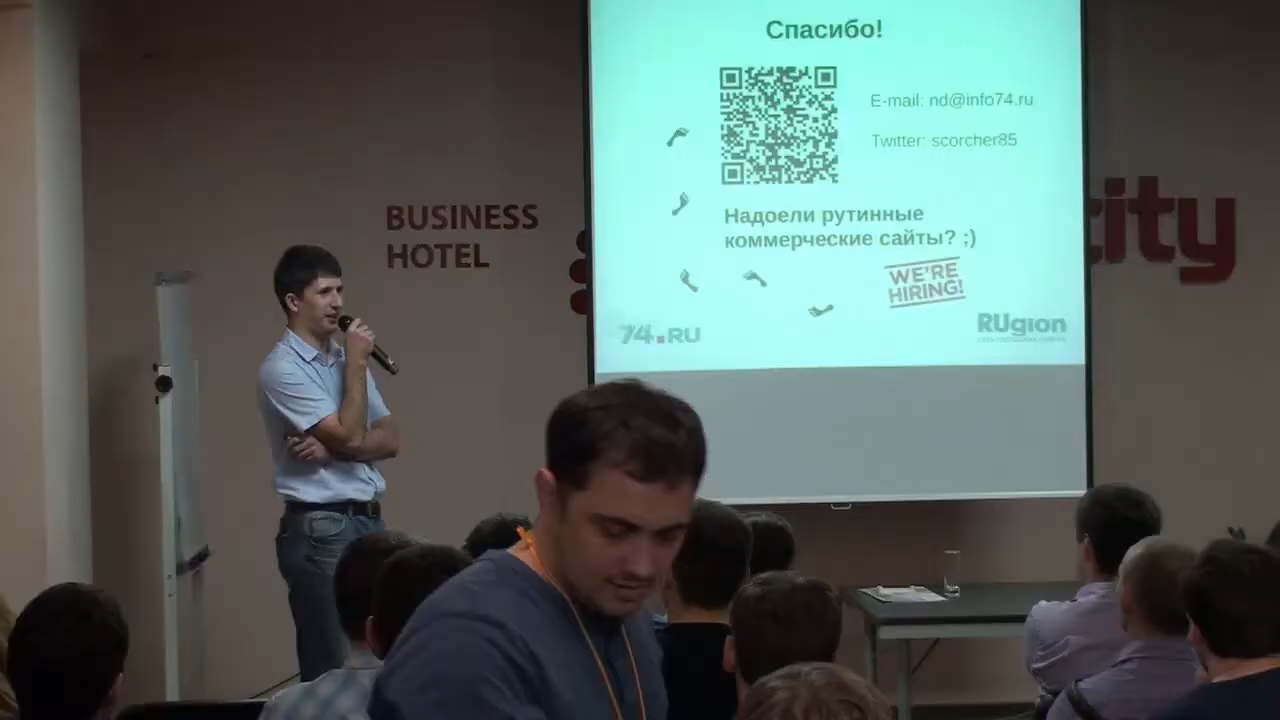 Спасибо!
E-mail: nd@info74.ru
Twitter: scorcher85
BUSINESS
HOTEL
city
Надоели рутинные
коммерческие сайты? ;)
WE'RE
HIRING!
74.RU
RUgion